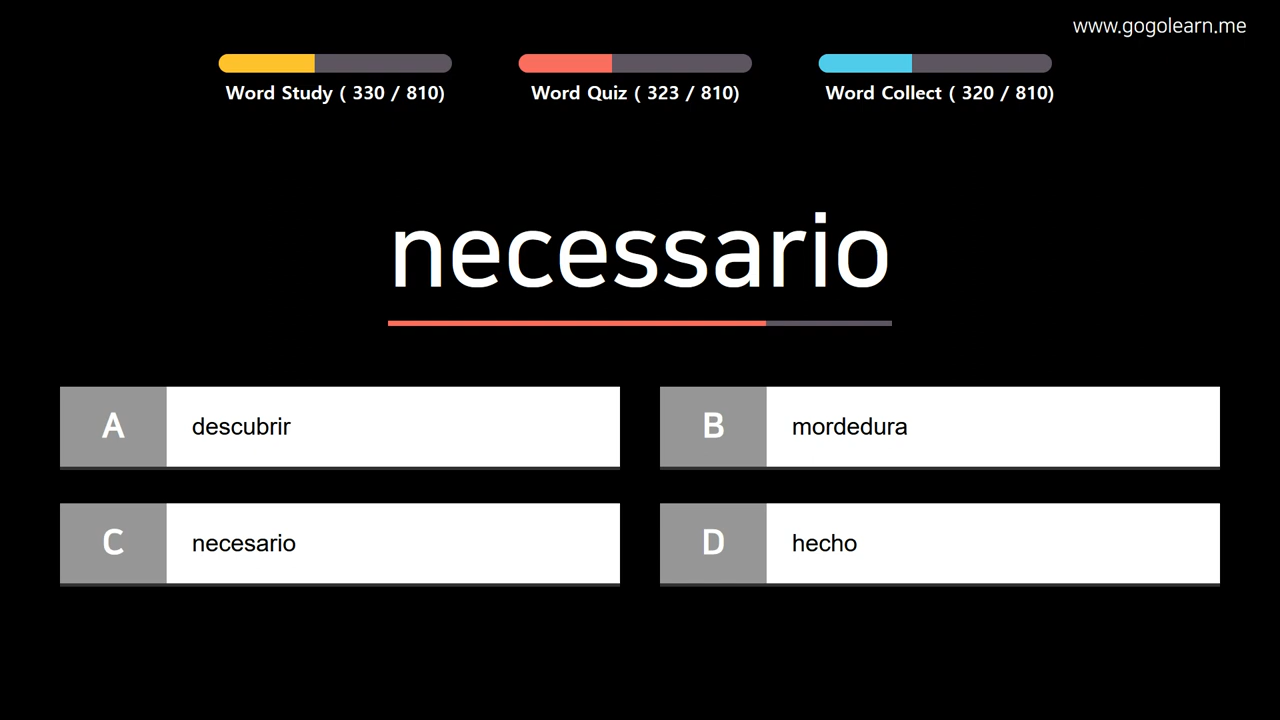 www.gogolearn.me
Word Study ( 330 / 810)
Word Quiz ( 323 / 810)
Word Collect ( 320 / 810)
necessario
A descubrir
B mordedura
C necesario
D hecho